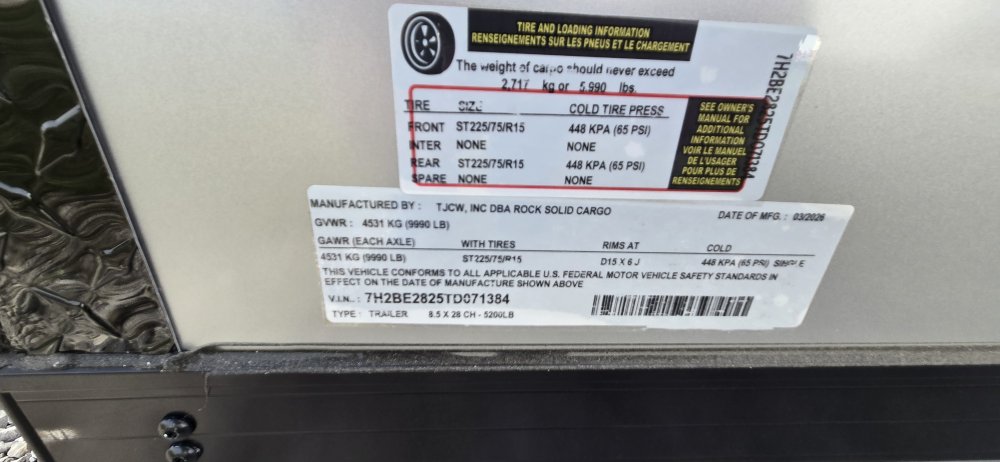 TIRE AND LOADING INFORMATION
RENSEIGNEMENTS SUR LES PNEUS ET LE CHARGEMENT
The weight of cargo should never exceed
2,717 kg or 5,990 lbs.
TIRE SIZE COLD TIRE PRESS
FRONT ST225/75/R15 448 KPA (65 PSI)
INTER NONE NONE
REAR ST225/75/R15 448 KPA (65 PSI)
SPARE NONE NONE
SEE OWNER'S
MANUAL FOR
ADDITIONAL
INFORMATION
VOIR LE MANUEL
DE L'USAGER
POUR PLUS DE
RENSEIGNEMENTS
7H2BE2825TD071384
MANUFACTURED BY : TJCW, INC DBA ROCK SOLID CARGO DATE OF MFG. : 03/2026
GVWR : 4531 KG (9990 LB)
GAWR (EACH AXLE) WITH TIRES RIMS AT COLD
4531 KG (9990 LB) ST225/75/R15 D15 X 6 J 448 KPA (65 PSI) SINGLE
THIS VEHICLE CONFORMS TO ALL APPLICABLE U.S. FEDERAL MOTOR VEHICLE SAFETY STANDARDS IN
EFFECT ON THE DATE OF MANUFACTURE SHOWN ABOVE
V.I.N.. : 7H2BE2825TD071384
TYPE : TRAILER 8.5 X 28 CH - 5200LB